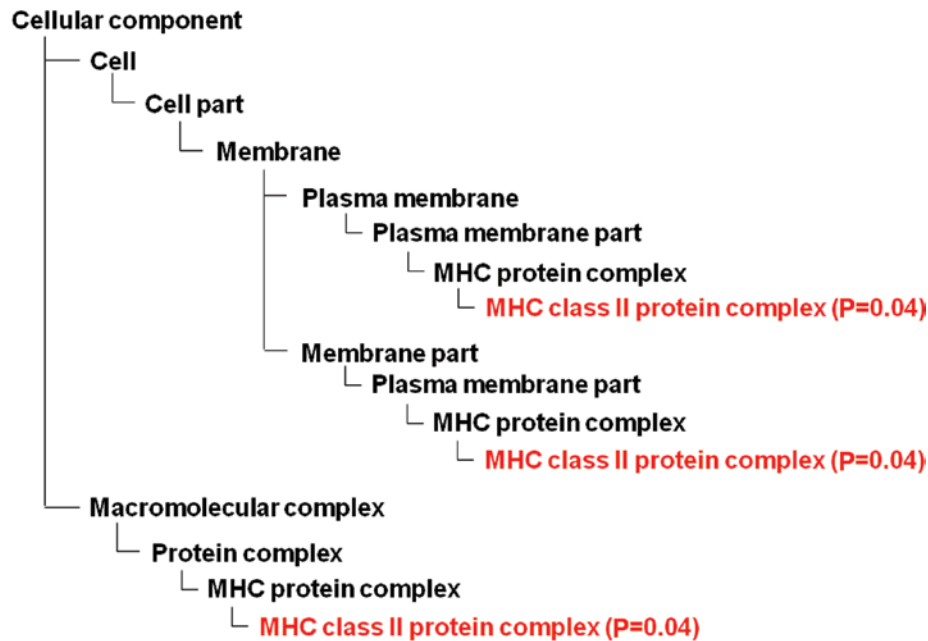 Cellular component
Cell
Cell part
Membrane
Plasma membrane
Plasma membrane part
MHC protein complex
MHC class II protein complex (P=0.04)
Membrane part
Plasma membrane part
MHC protein complex
MHC class II protein complex (P=0.04)
Macromolecular complex
Protein complex
MHC protein complex
MHC class II protein complex (P=0.04)